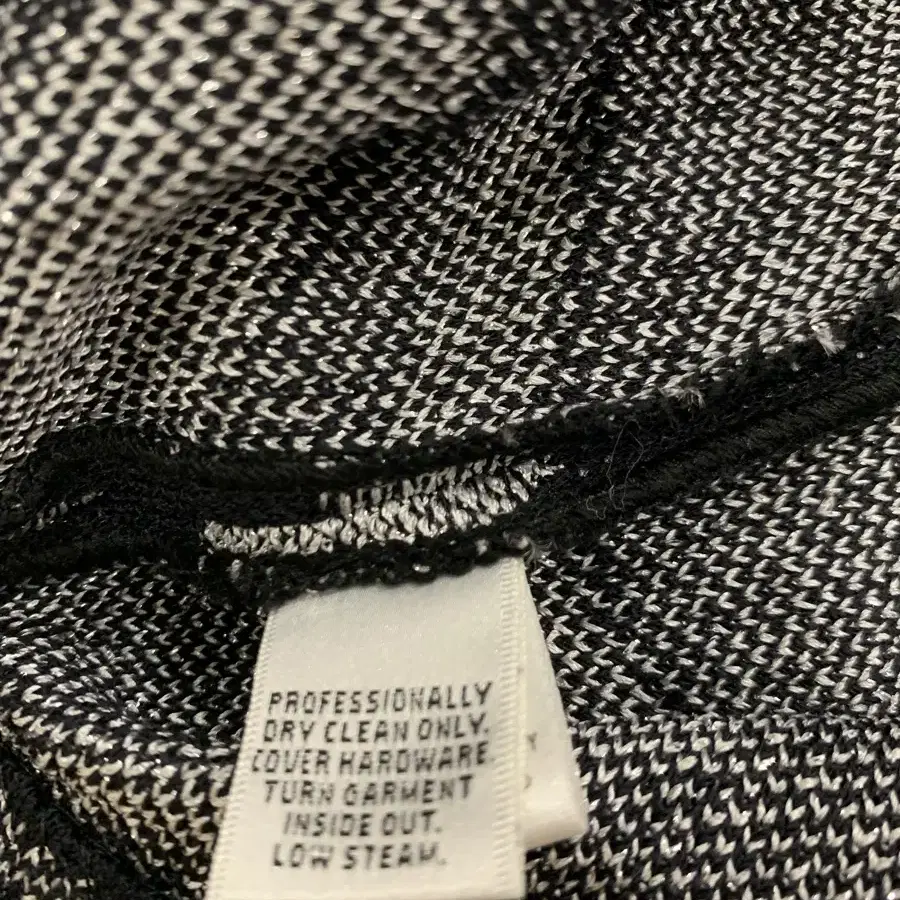 PROFESSIONALLY
DRY CLEAN ONLY.
COVER HARDWARE.
TURN GARMENT
INSIDE OUT.
LOW STEAM.